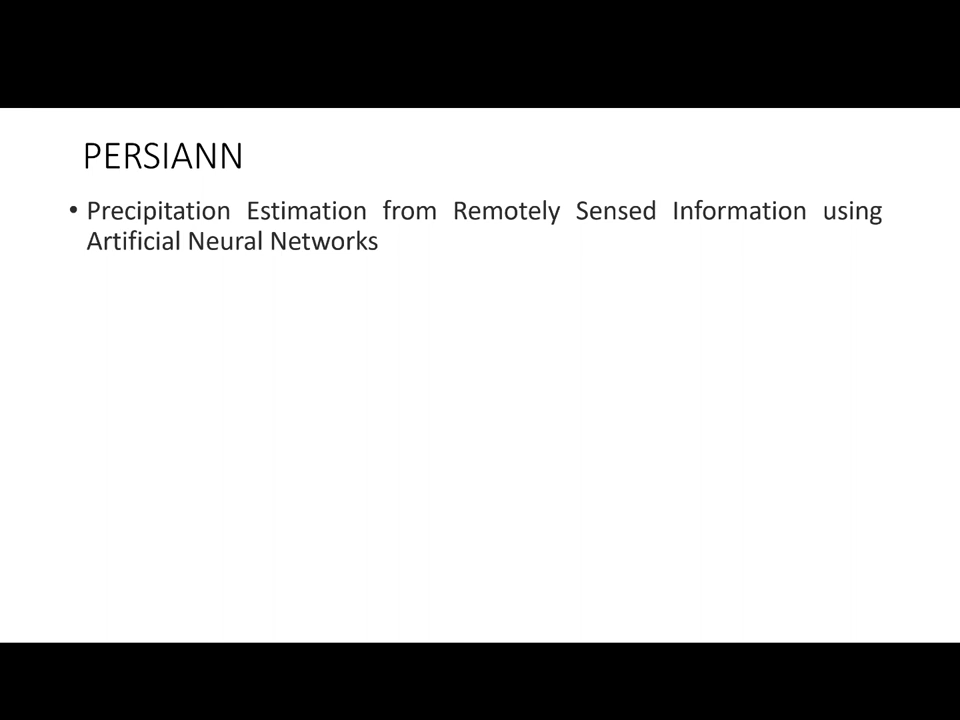 PERSIANN
• Precipitation Estimation from Remotely Sensed Information using
Artificial Neural Networks